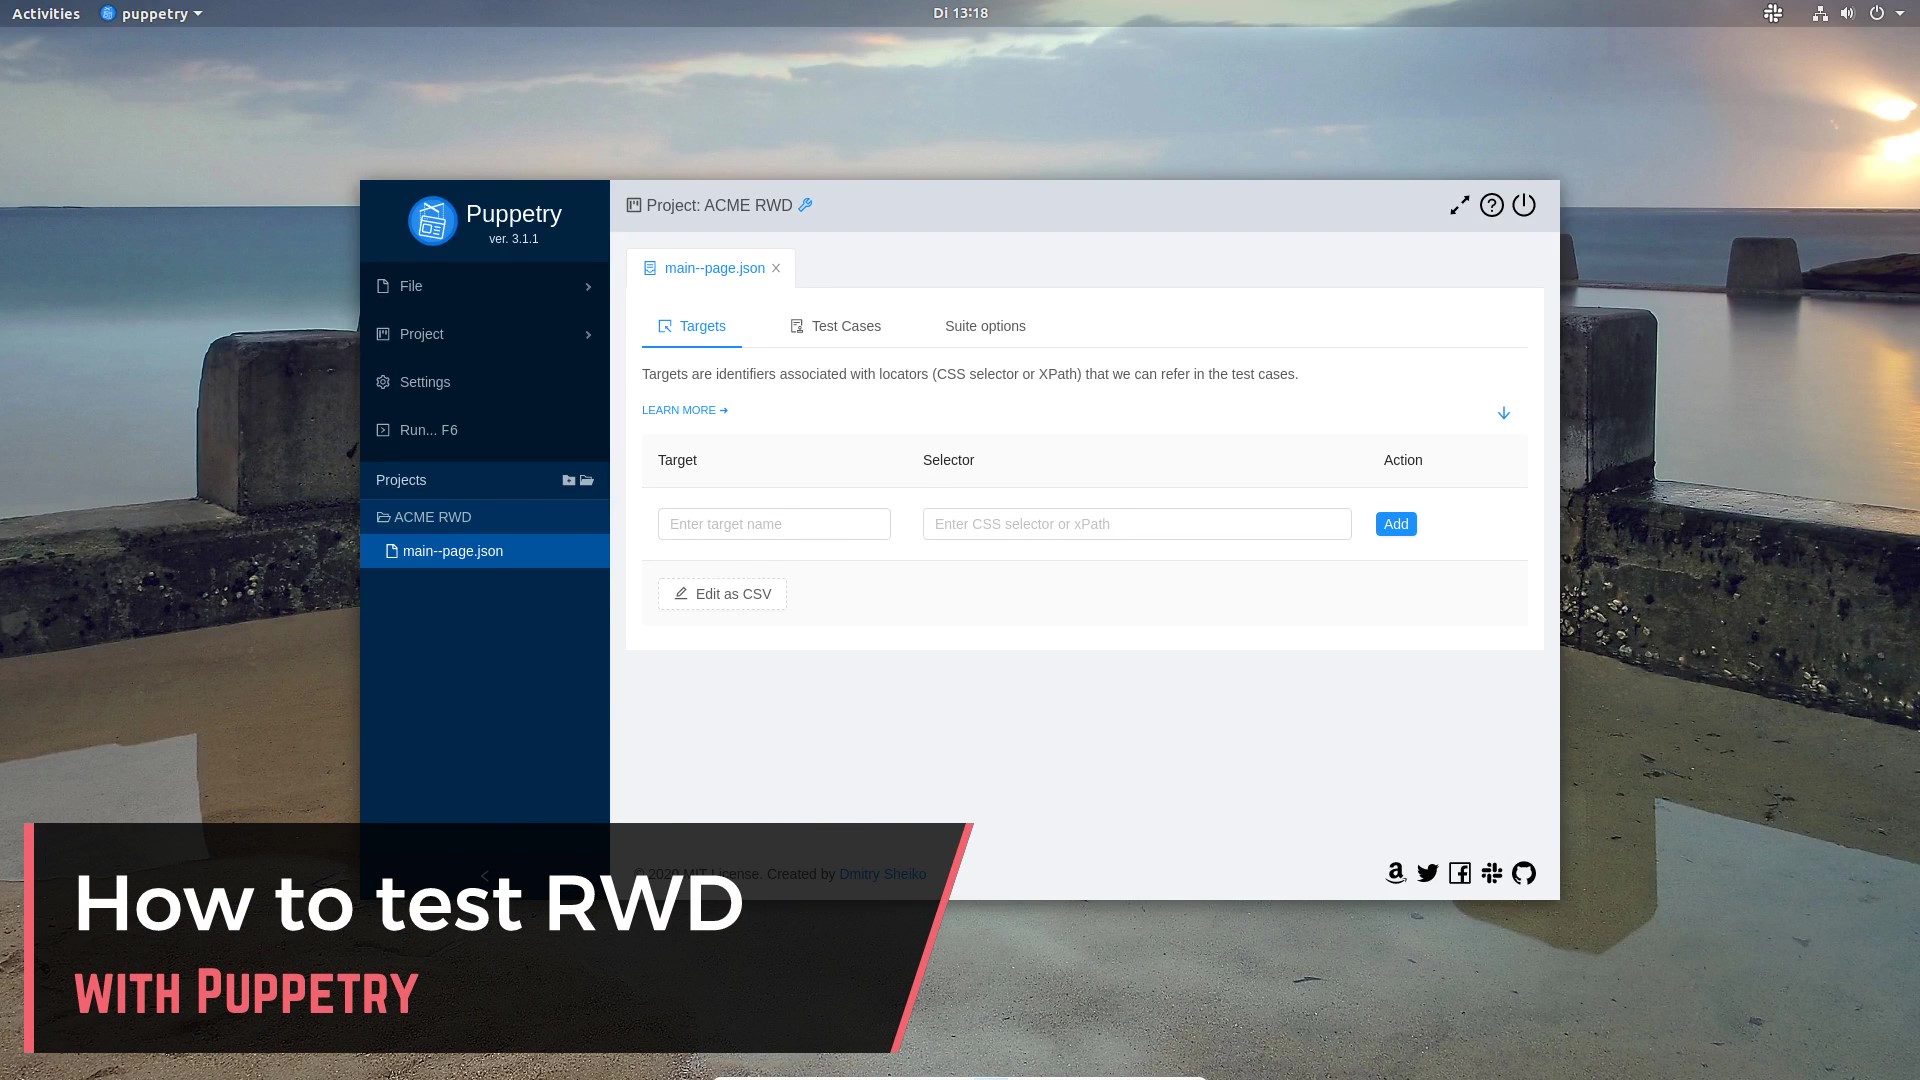 Activities
puppetry
Di 13:18
Puppetry
ver. 3.1.1
File
Project
Settings
Run... F6
Projects
ACME RWD
main--page.json
Project: ACME RWD
main--page.json
Targets
Test Cases
Suite options
Targets are identifiers associated with locators (CSS selector or XPath) that we can refer in the test cases.
LEARN MORE ➔
Target
Selector
Action
Enter target name
Enter CSS selector or xPath
Add
Edit as CSV
© 2020 MIT License. Created by Dmitry Sheiko
How to test RWD
with Puppetry